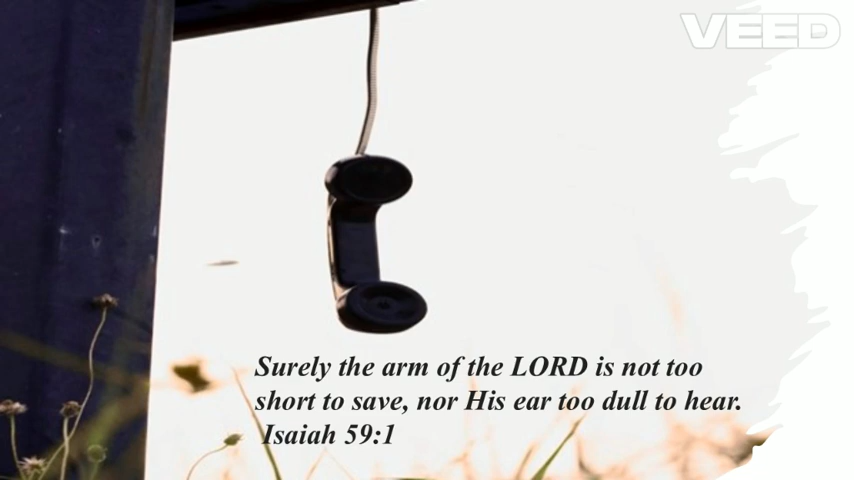 VEED
Surely the arm of the LORD is not too
short to save, nor His ear too dull to hear.
Isaiah 59:1